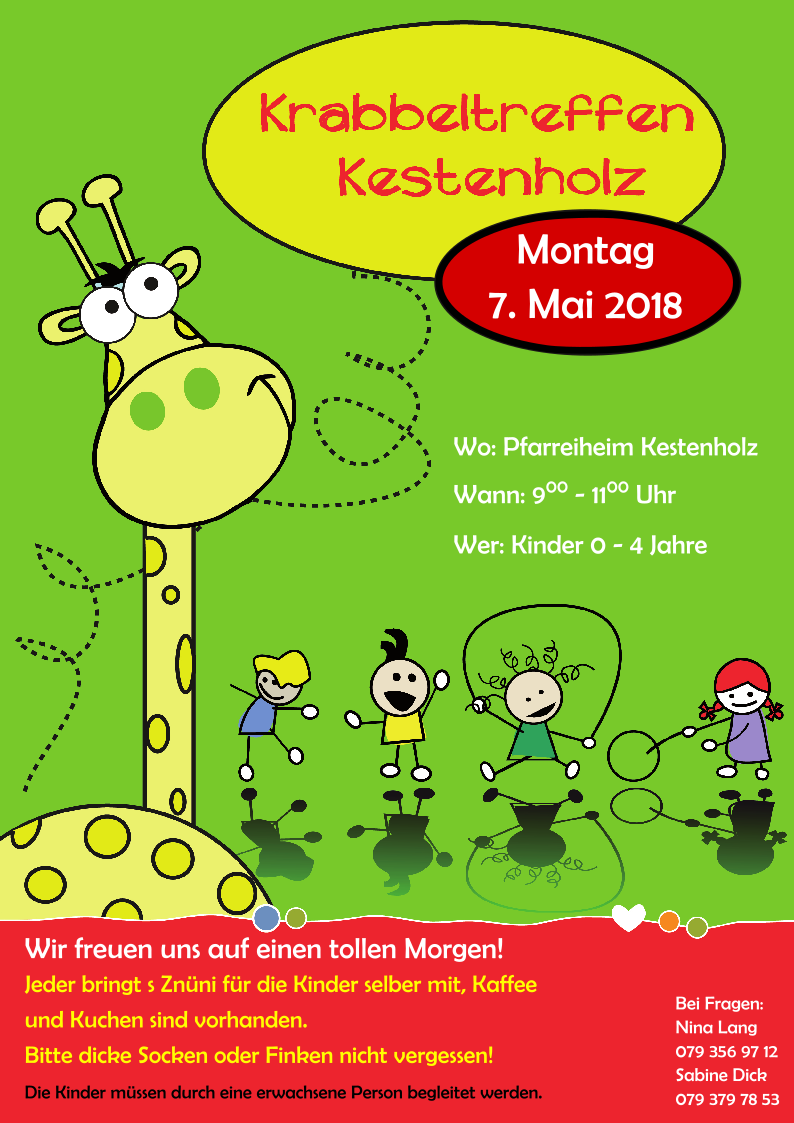 Krabbeltreffen
Kestenholz
Montag
7. Mai 2018
Wo: Pfarreiheim Kestenholz
Wann: 9⁰⁰ - 11⁰⁰ Uhr
Wer: Kinder 0 - 4 Jahre
Wir freuen uns auf einen tollen Morgen!
Jeder bringt s Znüni für die Kinder selber mit, Kaffee
und Kuchen sind vorhanden.
Bitte dicke Socken oder Finken nicht vergessen!
Die Kinder müssen durch eine erwachsene Person begleitet werden.
Bei Fragen:
Nina Lang
079 356 97 12
Sabine Dick
079 379 78 53